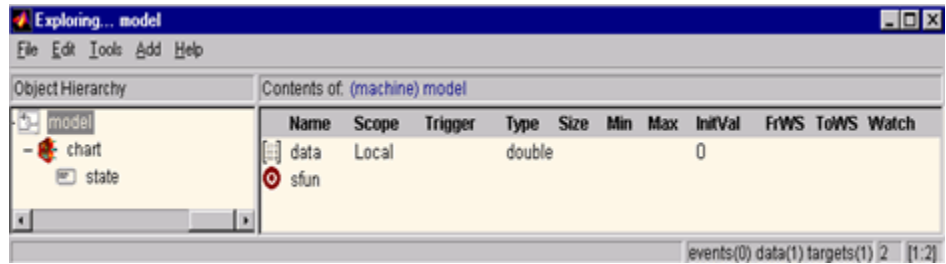 Exploring... model
File Edit Tools Add Help
Object Hierarchy
Contents of: (machine) model
model
chart
state
Name Scope Trigger Type Size Min Max InitVal FrWS ToWS Watch
data Local double 0
sfun
events(0) data(1) targets(1) 2 [1:2]